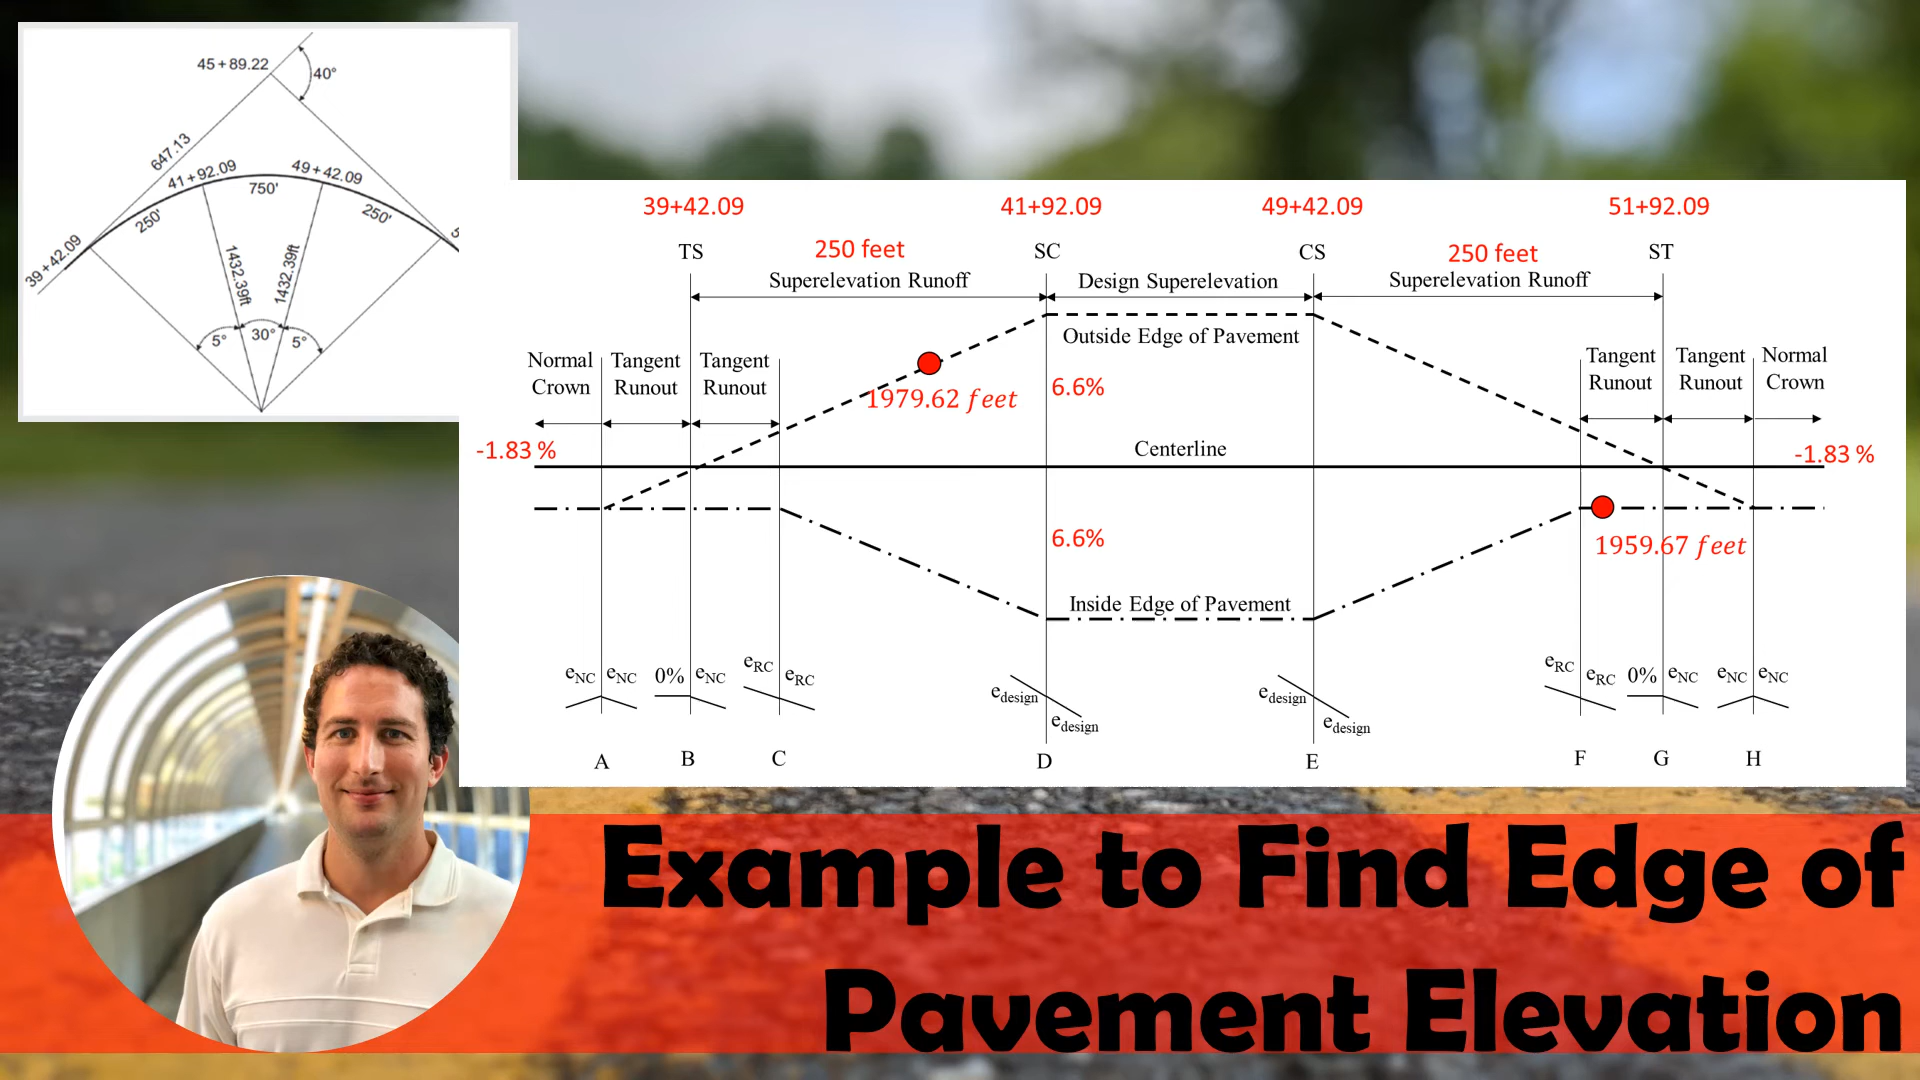 45+89.22
40°
647.13
41+92.09
49+42.09
750'
250'
250'
39+42.09
1432.39ft
1432.39ft
5°
30°
5°
39+42.09
41+92.09
49+42.09
51+92.09
TS
250 feet
SC
CS
250 feet
ST
Superelevation Runoff
Design Superelevation
Superelevation Runoff
Outside Edge of Pavement
Normal
Crown
Tangent
Runout
Tangent
Runout
1979.62 feet
6.6%
Tangent
Runout
Tangent
Runout
Normal
Crown
-1.83 %
Centerline
-1.83 %
6.6%
1959.67 feet
Inside Edge of Pavement
eNC eNC
0% eNC
eRC eRC
edesign
edesign
edesign
edesign
eRC eRC
0% eNC
eNC eNC
A B C D E F G H
Example to Find Edge of
Pavement Elevation